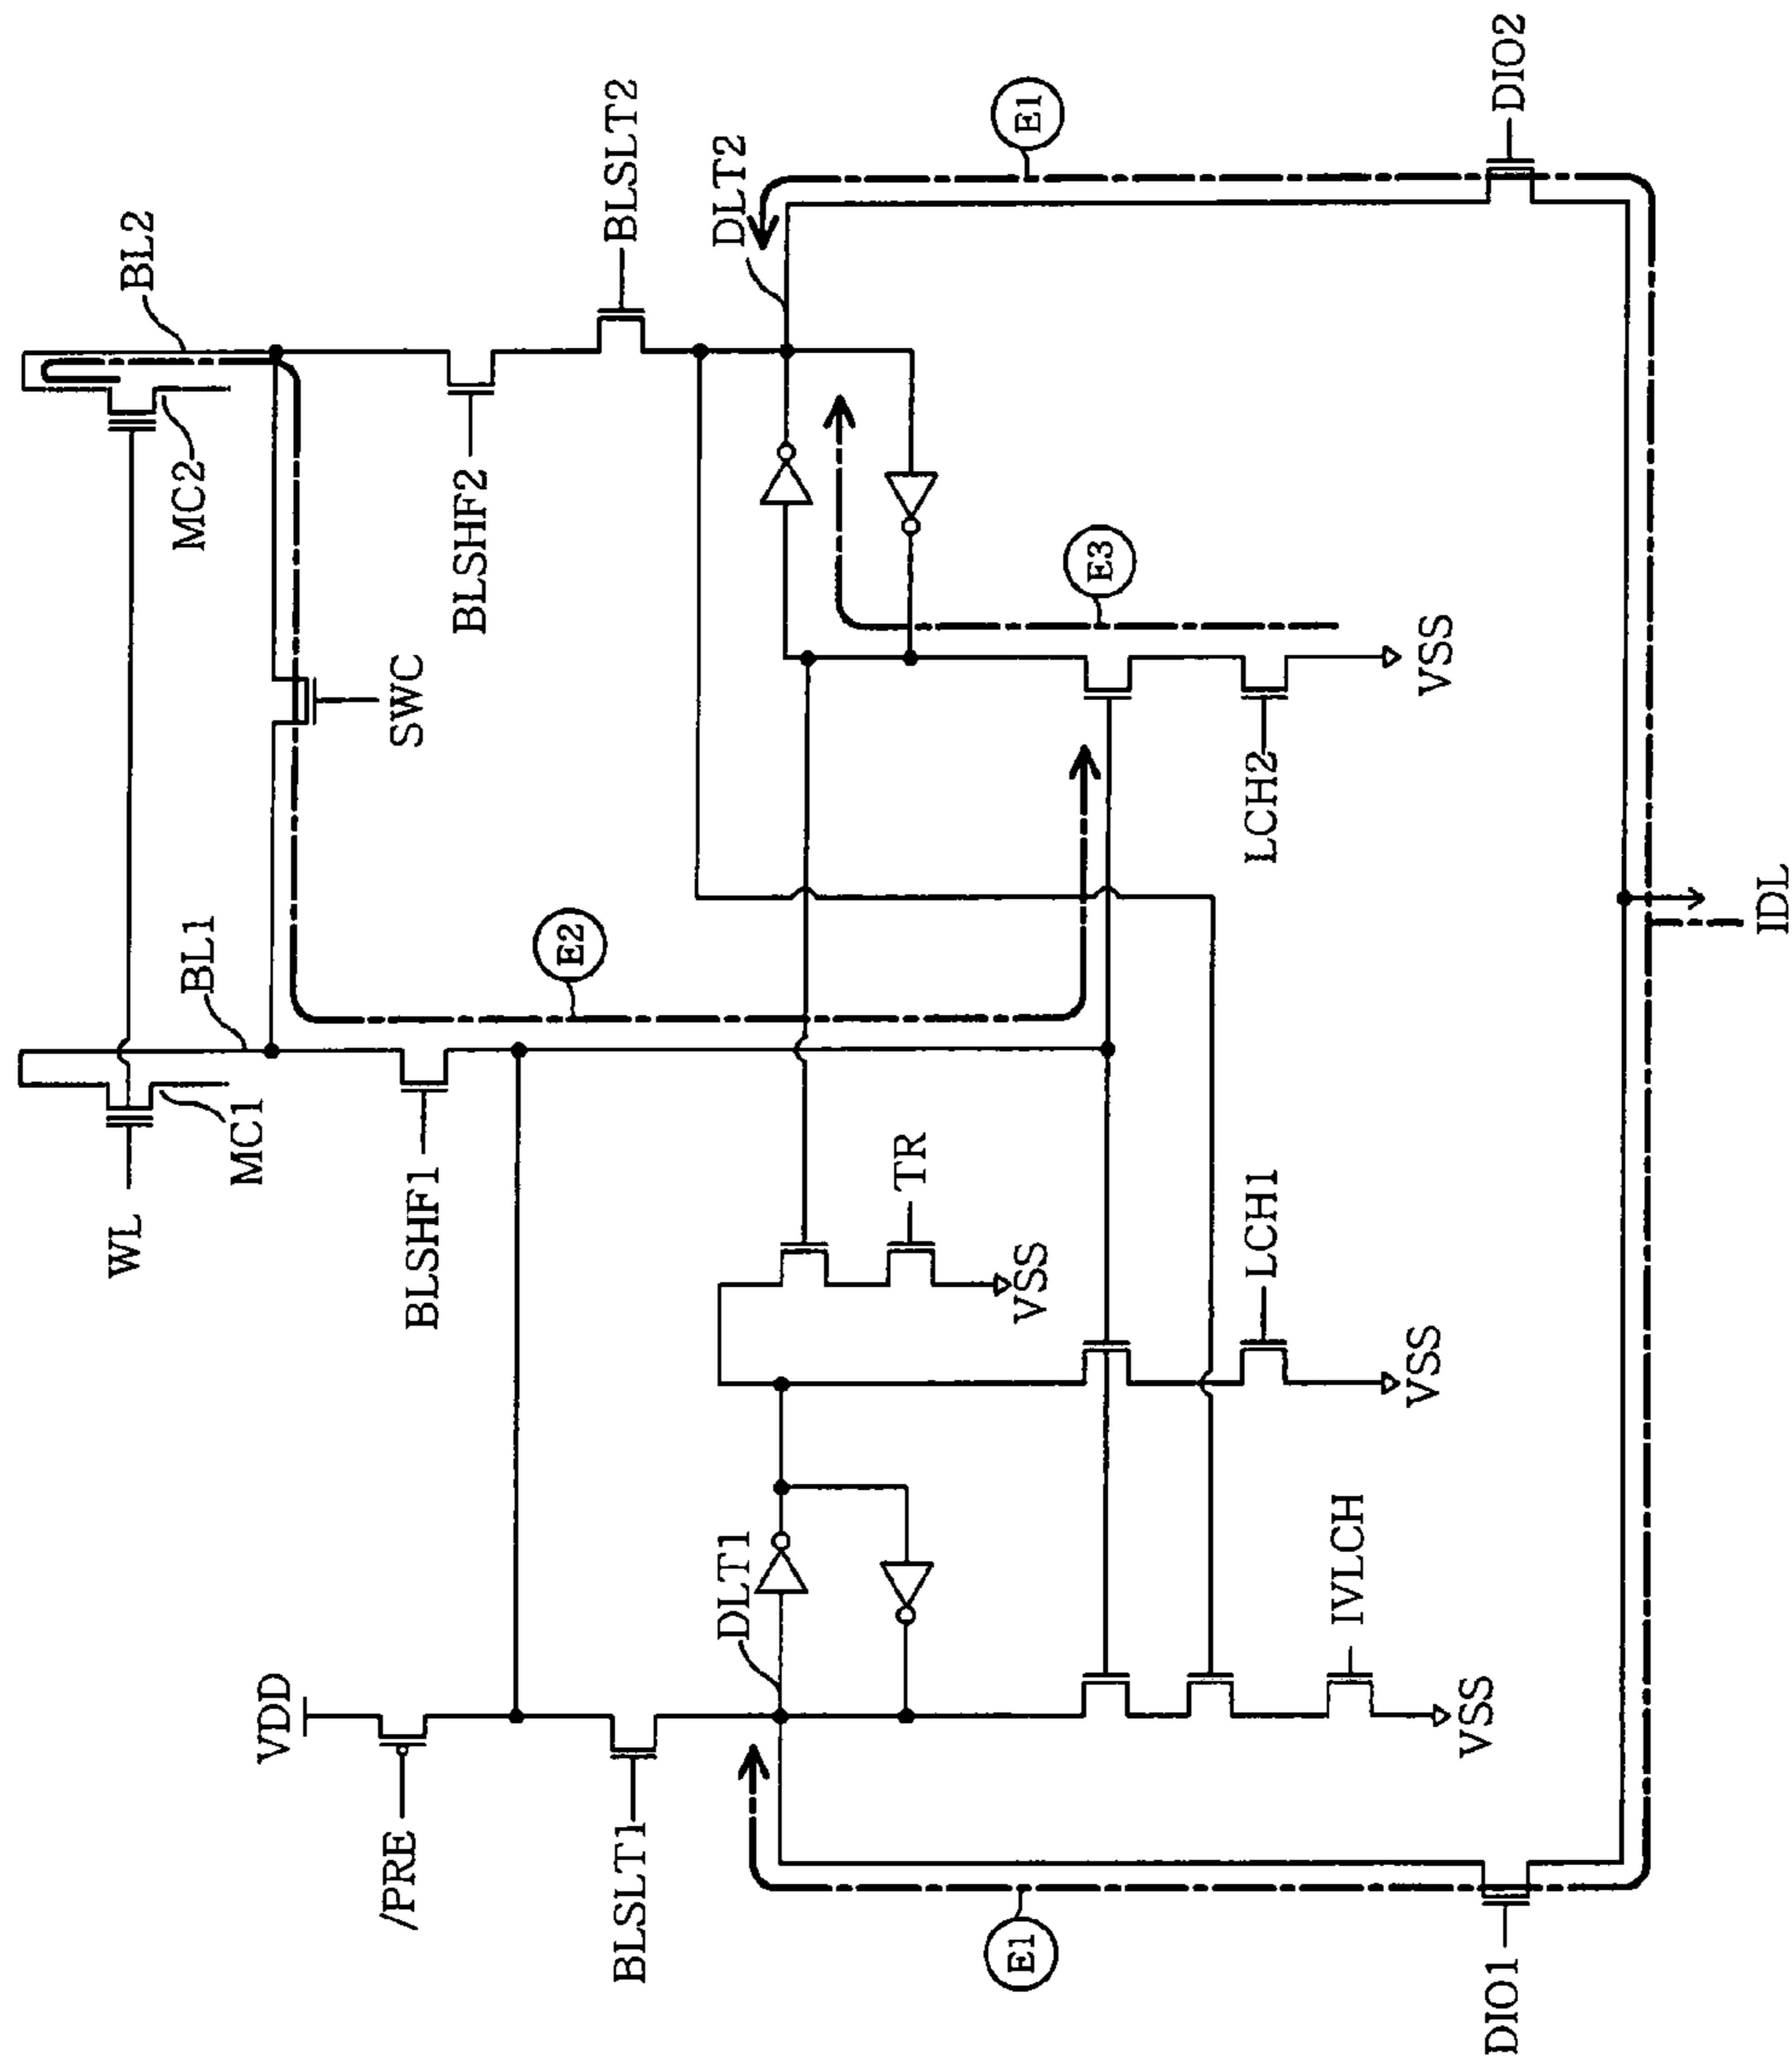 WL
MC1
BL1
MC2
BL2
SWC
BLSHF1
BLSHF2
BLSLT2
E2
VDD
/PRE
BLSLT1
DLT1
TR
VSS
DLT2
E1
E3
LCH1
VSS
LCH2
VSS
IVLCH
VSS
E1
DIO1
DIO2
IDL